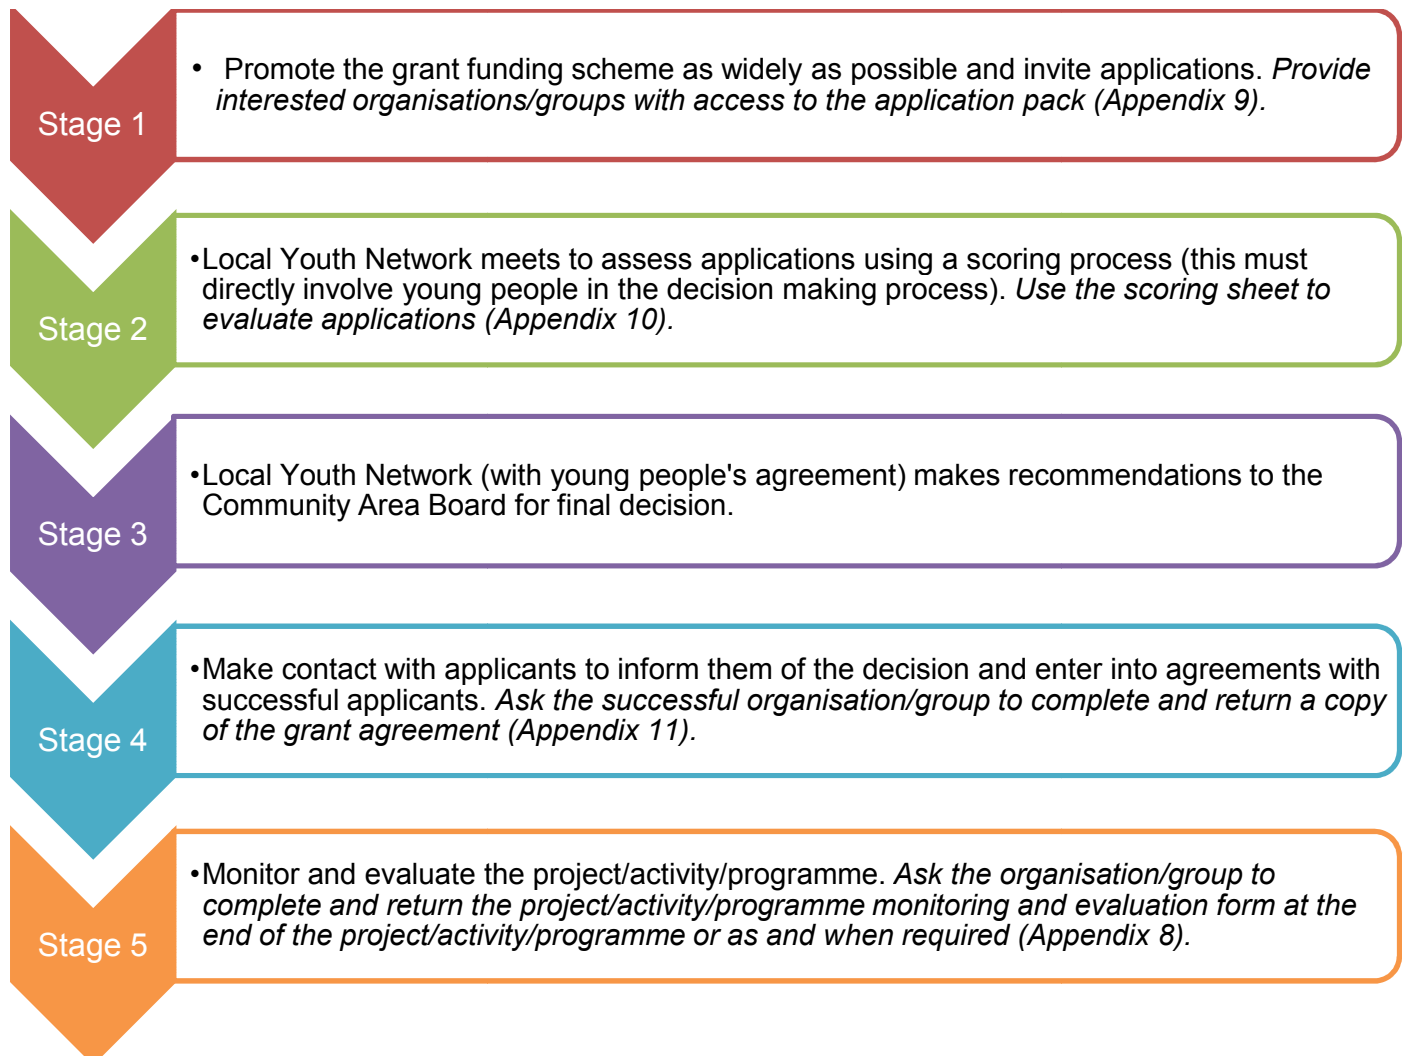 Stage 1
• Promote the grant funding scheme as widely as possible and invite applications. Provide
interested organisations/groups with access to the application pack (Appendix 9).
Stage 2
•Local Youth Network meets to assess applications using a scoring process (this must
directly involve young people in the decision making process). Use the scoring sheet to
evaluate applications (Appendix 10).
Stage 3
•Local Youth Network (with young people's agreement) makes recommendations to the
Community Area Board for final decision.
Stage 4
•Make contact with applicants to inform them of the decision and enter into agreements with
successful applicants. Ask the successful organisation/group to complete and return a copy
of the grant agreement (Appendix 11).
Stage 5
•Monitor and evaluate the project/activity/programme. Ask the organisation/group to
complete and return the project/activity/programme monitoring and evaluation form at the
end of the project/activity/programme or as and when required (Appendix 8).